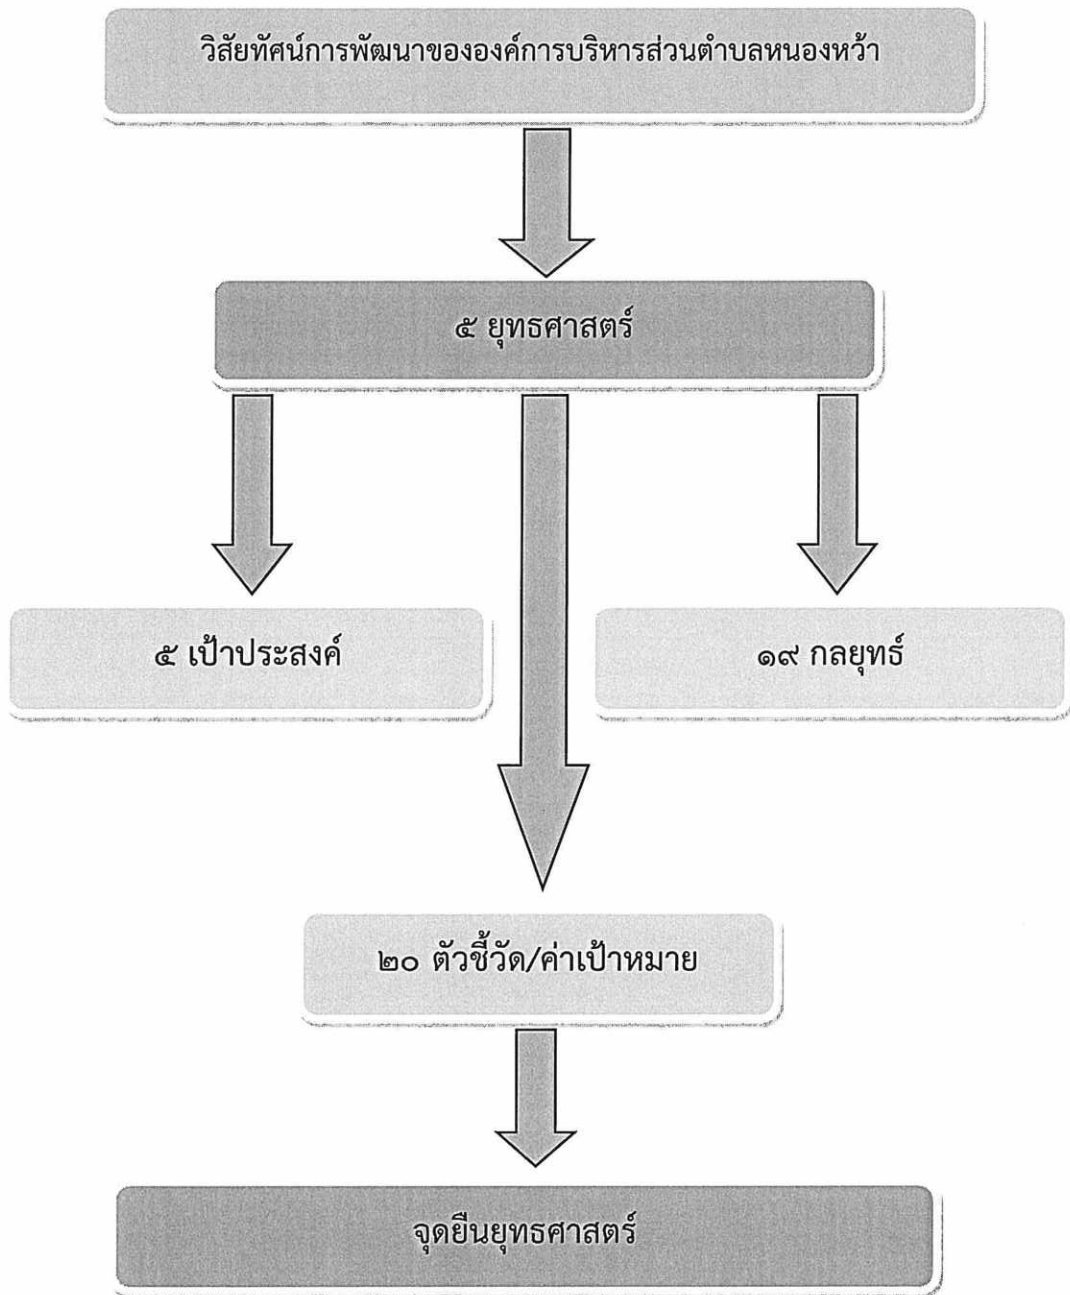 วิสัยทัศน์การพัฒนาขององค์การบริหารส่วนตำบลหนองหว้า
๕ ยุทธศาสตร์
๕ เป้าประสงค์
๑๙ กลยุทธ์
๒๐ ตัวชี้วัด/ค่าเป้าหมาย
จุดยืนยุทธศาสตร์